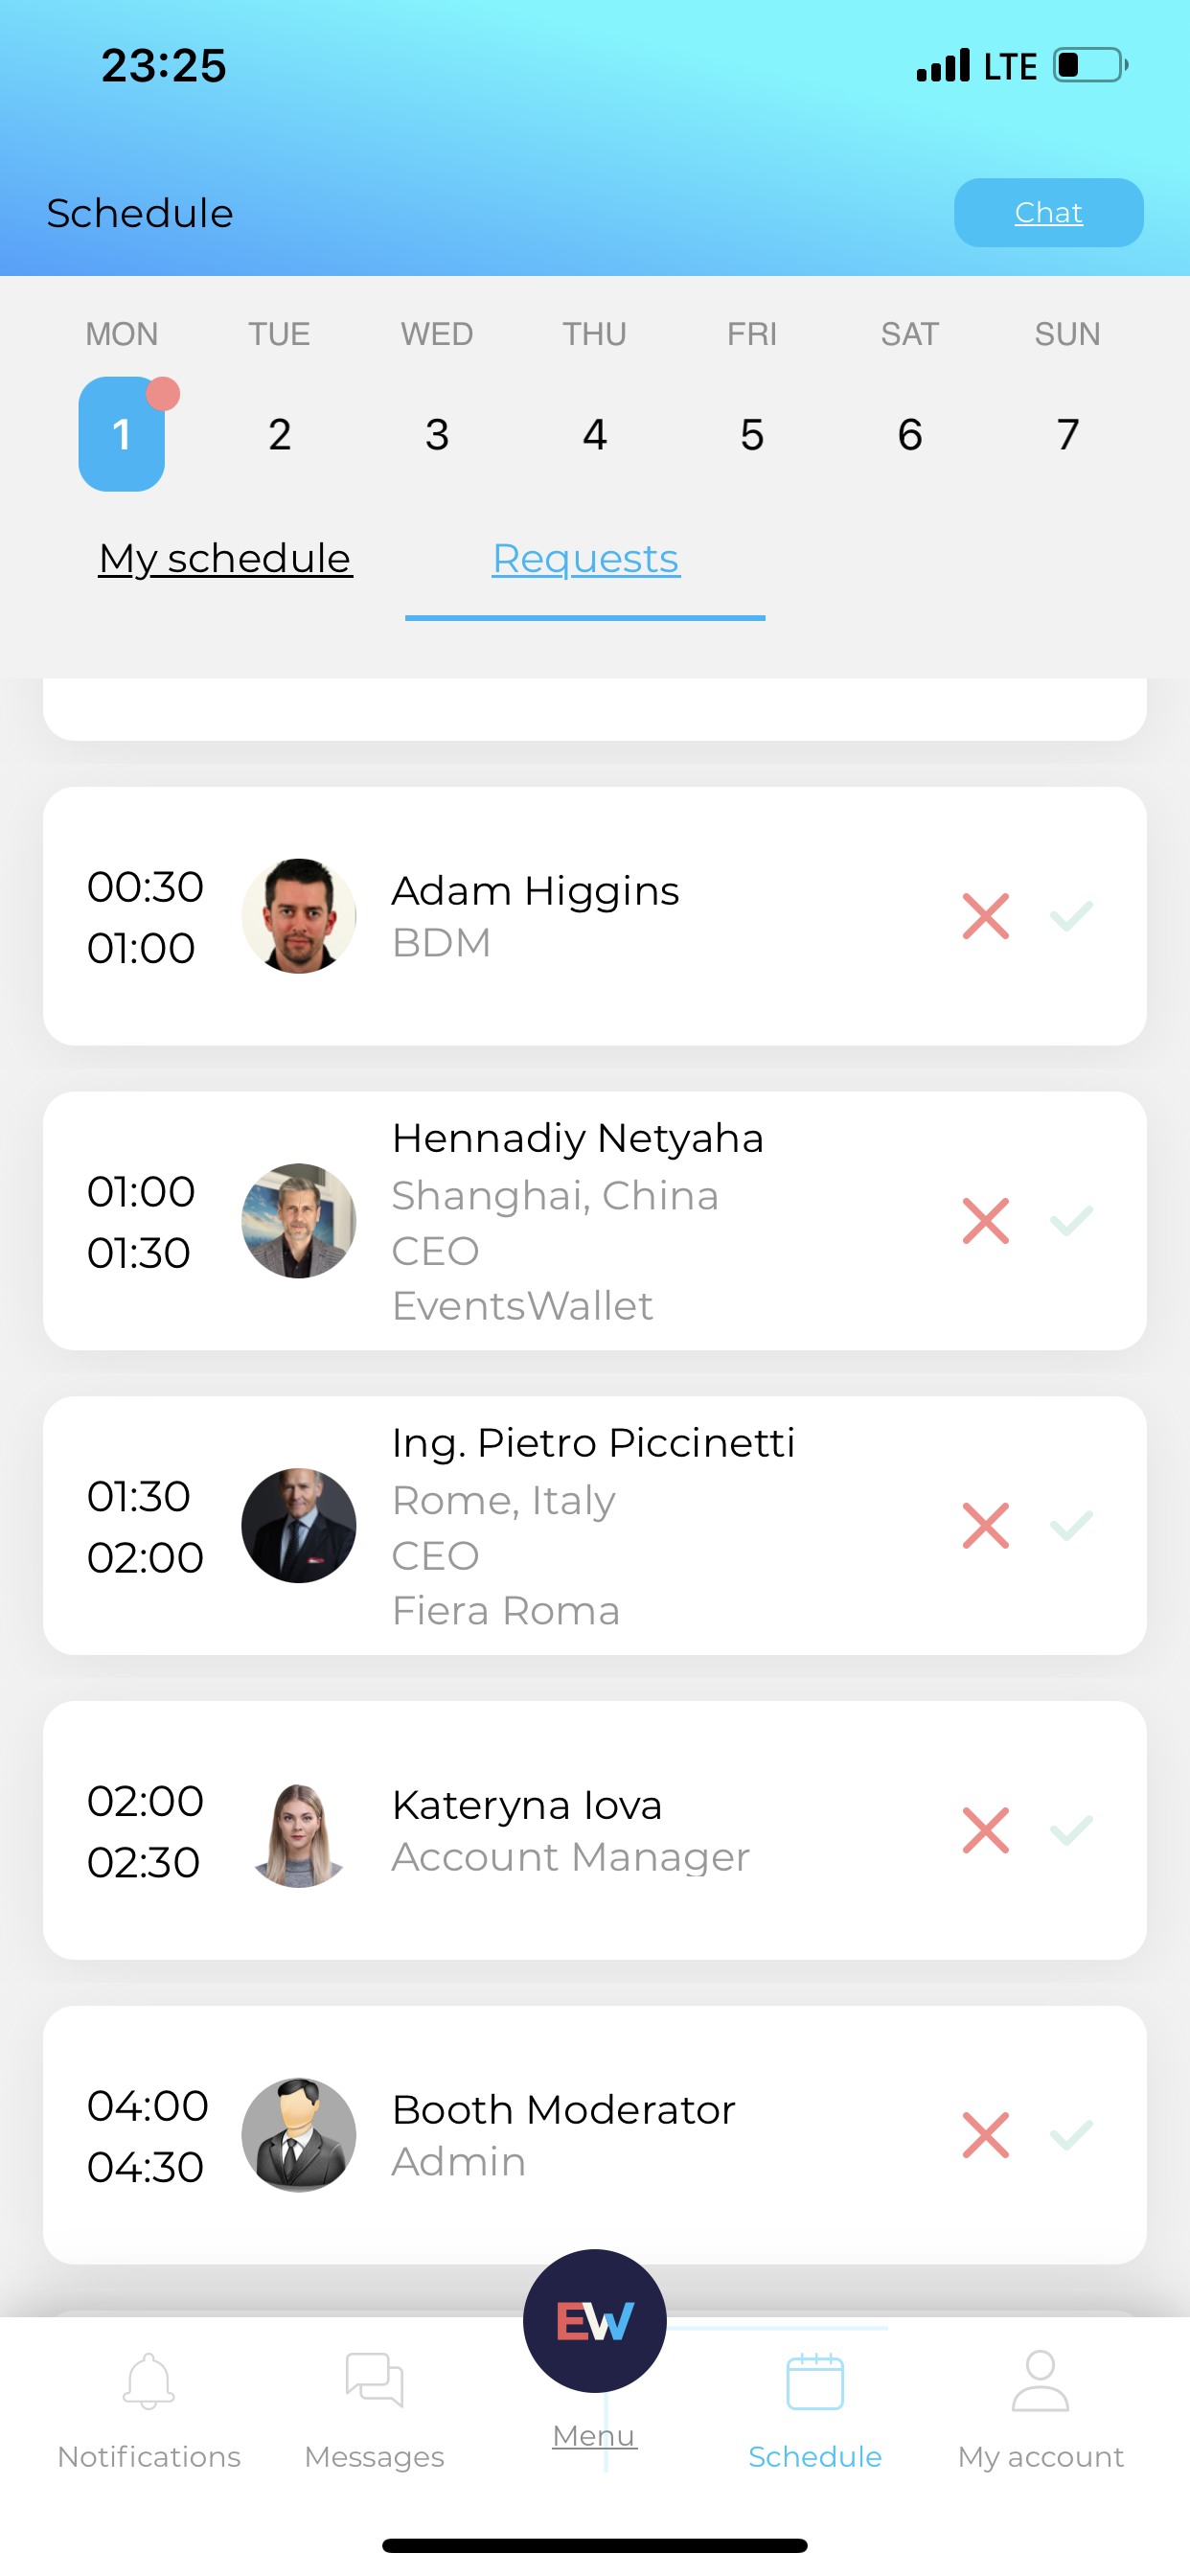 23:25 LTE
Schedule Chat
MON TUE WED THU FRI SAT SUN
1 2 3 4 5 6 7
My schedule Requests
00:30
01:00
Adam Higgins
BDM
01:00
01:30
Hennadiy Netyaha
Shanghai, China
CEO
EventsWallet
01:30
02:00
Ing. Pietro Piccinetti
Rome, Italy
CEO
Fiera Roma
02:00
02:30
Kateryna Iova
Account Manager
04:00
04:30
Booth Moderator
Admin
EW
Notifications Messages Menu Schedule My account